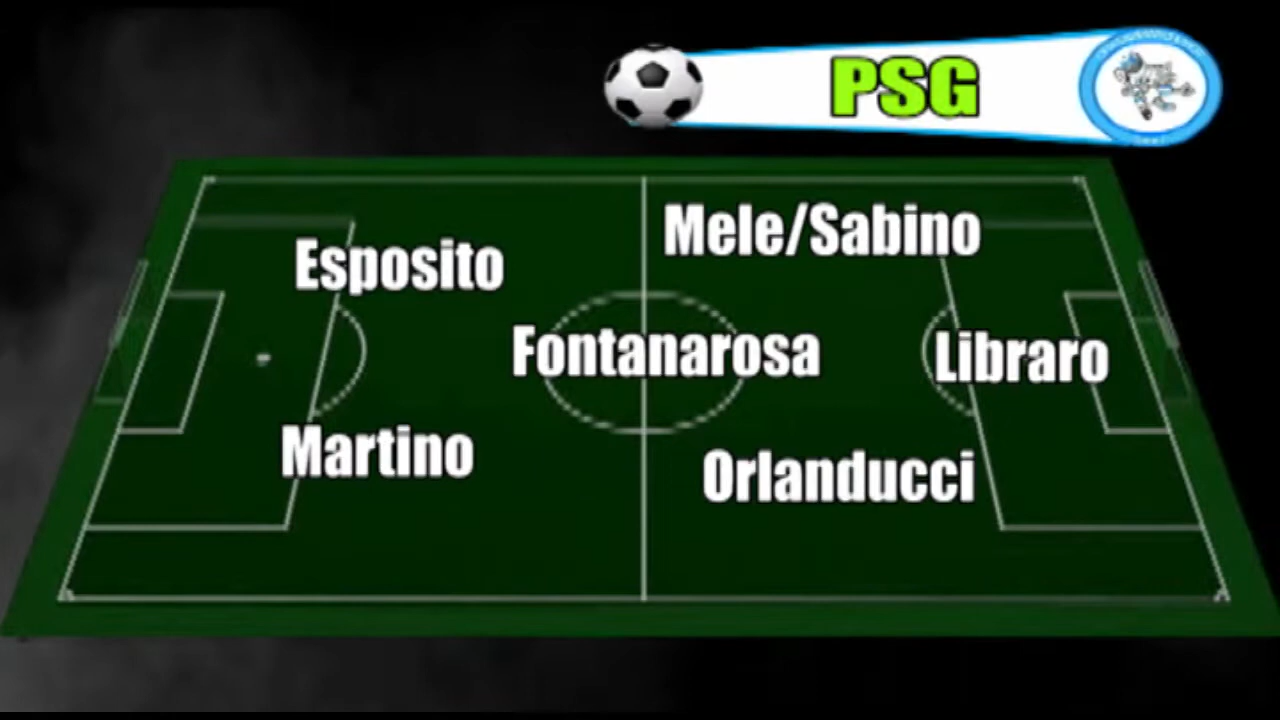 PSG
Mele/Sabino
Esposito
Fontanarosa
Libraro
Martino
Orlanducci